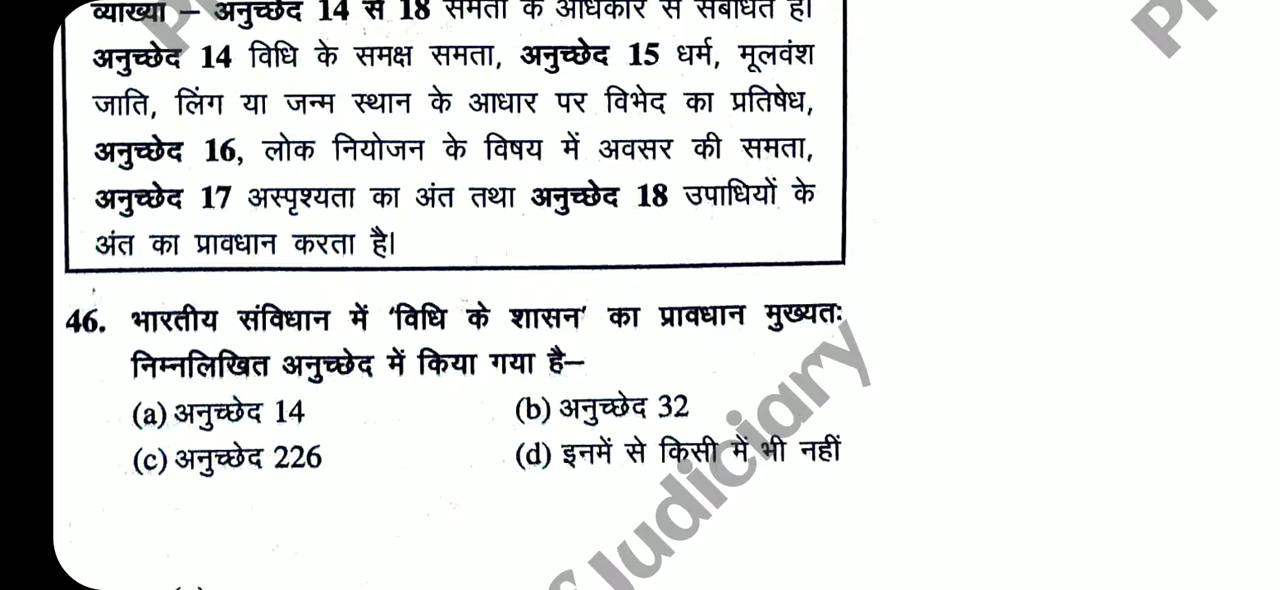 व्याख्या – अनुच्छेद 14 से 18 समता के अधिकार से संबंधित है।
अनुच्छेद 14 विधि के समक्ष समता, अनुच्छेद 15 धर्म, मूलवंश
जाति, लिंग या जन्म स्थान के आधार पर विभेद का प्रतिषेध,
अनुच्छेद 16, लोक नियोजन के विषय में अवसर की समता,
अनुच्छेद 17 अस्पृश्यता का अंत तथा अनुच्छेद 18 उपाधियों के
अंत का प्रावधान करता है।
46. भारतीय संविधान में 'विधि के शासन' का प्रावधान मुख्यतः
निम्नलिखित अनुच्छेद में किया गया है–
(a) अनुच्छेद 14 (b) अनुच्छेद 32
(c) अनुच्छेद 226 (d) इनमें से किसी में भी नहीं
Judiciary